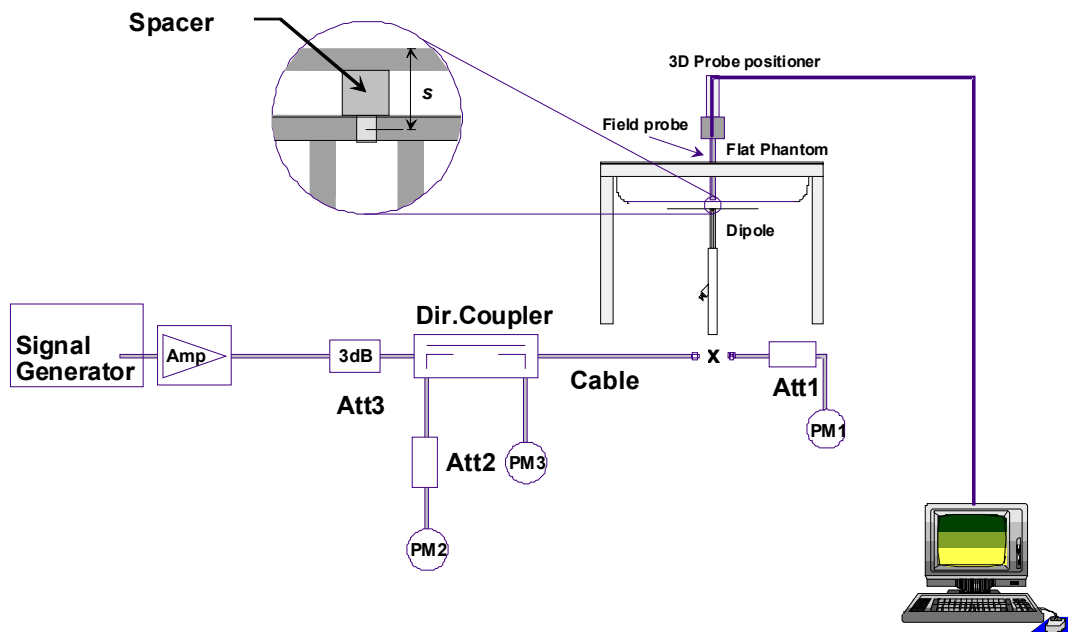 Spacer
s
3D Probe positioner
Field probe
Flat Phantom
Dipole
Signal
Generator
Amp
3dB
Att3
Dir.Coupler
Cable
x
Att1
PM1
Att2
PM3
PM2